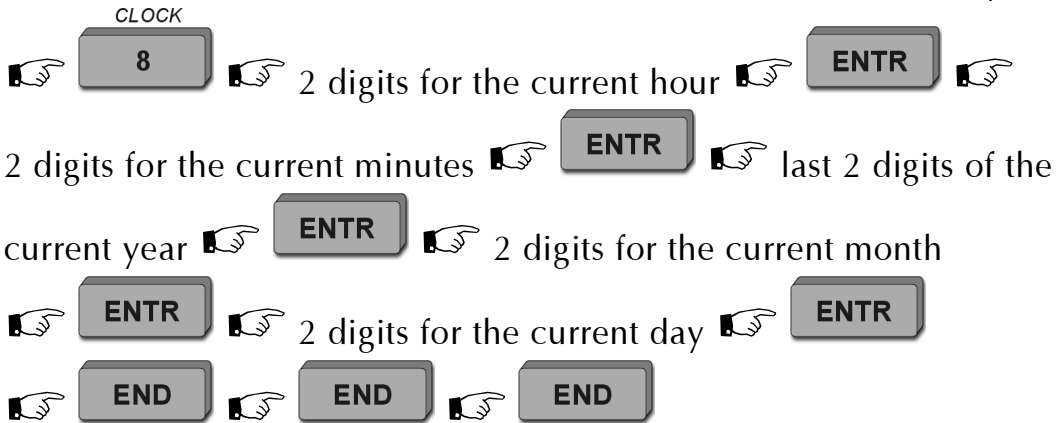 CLOCK
8 2 digits for the current hour ENTR
2 digits for the current minutes ENTR last 2 digits of the
current year ENTR 2 digits for the current month
ENTR 2 digits for the current day ENTR
END END END